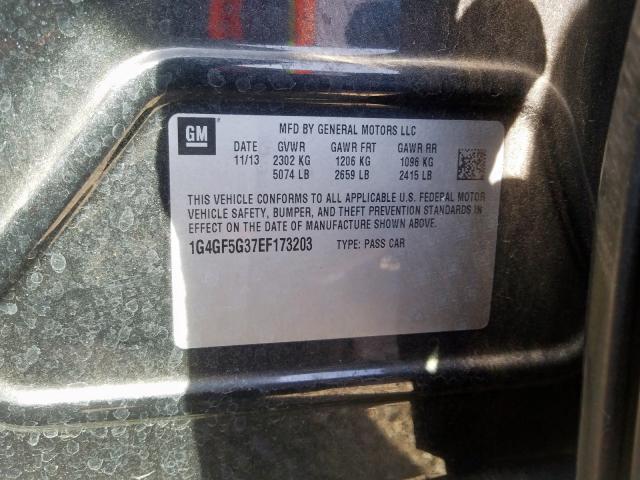 GM
MFD BY GENERAL MOTORS LLC
DATE GVWR GAWR FRT GAWR RR
11/13 2302 KG 1206 KG 1096 KG
5074 LB 2659 LB 2415 LB
THIS VEHICLE CONFORMS TO ALL APPLICABLE U.S. FEDERAL MOTOR
VEHICLE SAFETY, BUMPER, AND THEFT PREVENTION STANDARDS IN
EFFECT ON THE DATE OF MANUFACTURE SHOWN ABOVE.
1G4GF5G37EF173203 TYPE: PASS CAR